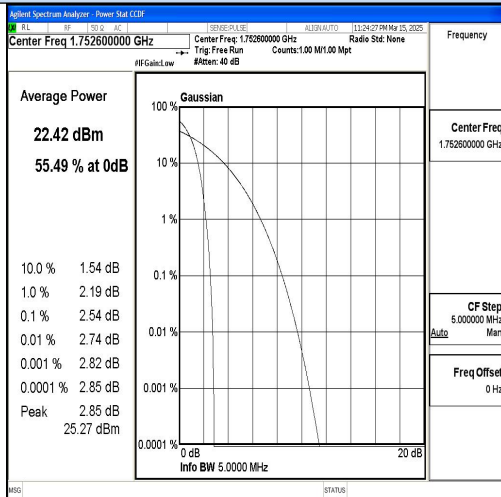 Agilent Spectrum Analyzer - Power Stat CCDF
RL RF 50 Ω AC SENSE:PULSE ALIGN AUTO 11:24:27 PM Mar 15, 2025
Center Freq 1.752600000 GHz
Center Freq: 1.752600000 GHz Radio Std: None
Trig: Free Run Counts:1.00 M/1.00 Mpt
#IFGain:Low #Atten: 40 dB
Frequency
Average Power
22.42 dBm
55.49 % at 0dB
10.0 % 1.54 dB
1.0 % 2.19 dB
0.1 % 2.54 dB
0.01 % 2.74 dB
0.001 % 2.82 dB
0.0001 % 2.85 dB
Peak 2.85 dB
25.27 dBm
Gaussian
100 %
10 %
1 %
0.1 %
0.01 %
0.001 %
0.0001 %
0 dB 20 dB
Info BW 5.0000 MHz
Center Freq
1.752600000 GHz
CF Step
5.000000 MHz
Auto Man
Freq Offset
0 Hz
MSG STATUS